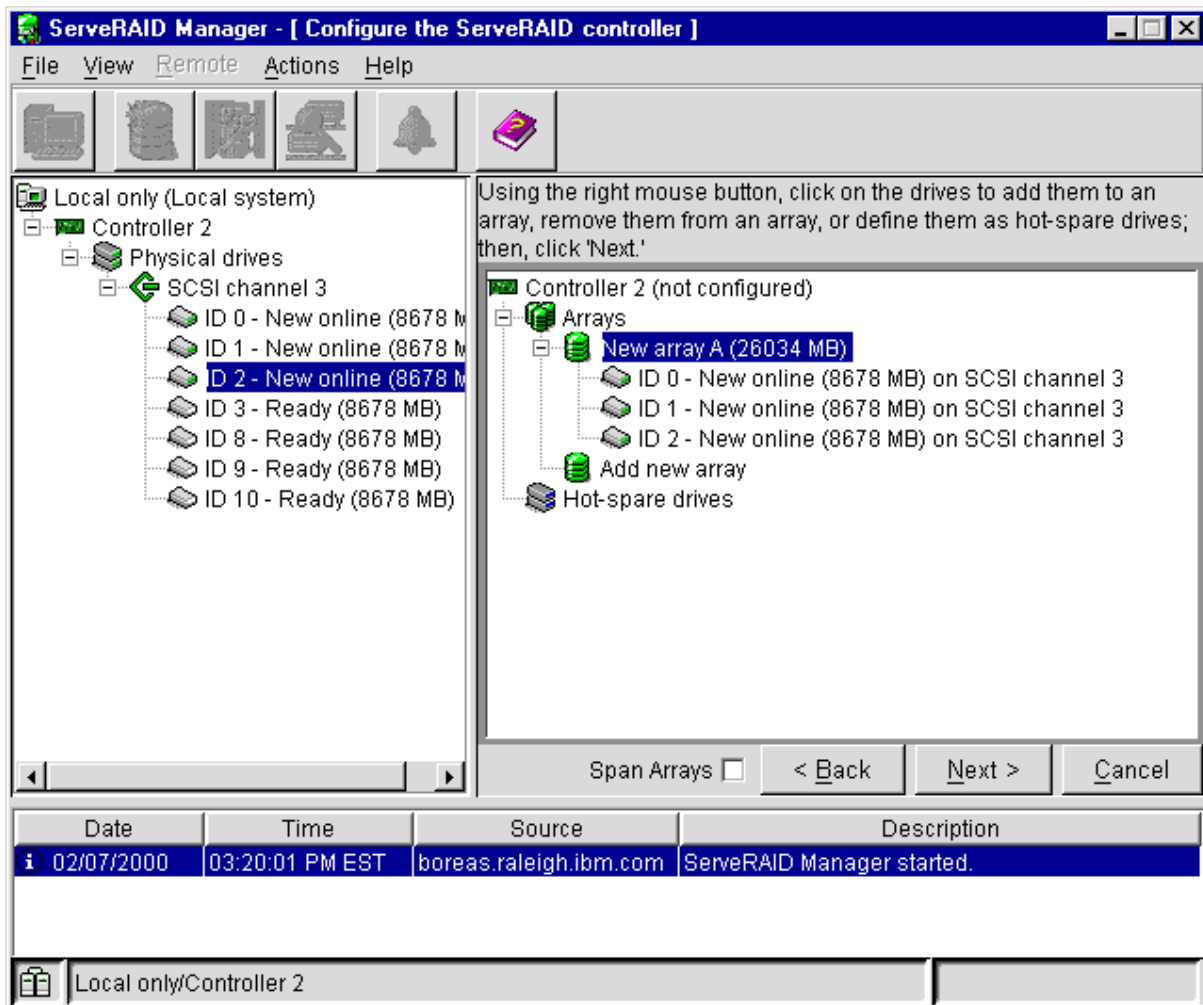 ServeRAID Manager - [ Configure the ServeRAID controller ]
File View Remote Actions Help
Local only (Local system)
Controller 2
Physical drives
SCSI channel 3
ID 0 - New online (8678 M
ID 1 - New online (8678 M
ID 2 - New online (8678 M
ID 3 - Ready (8678 MB)
ID 8 - Ready (8678 MB)
ID 9 - Ready (8678 MB)
ID 10 - Ready (8678 MB)
Using the right mouse button, click on the drives to add them to an
array, remove them from an array, or define them as hot-spare drives;
then, click 'Next.'
Controller 2 (not configured)
Arrays
New array A (26034 MB)
ID 0 - New online (8678 MB) on SCSI channel 3
ID 1 - New online (8678 MB) on SCSI channel 3
ID 2 - New online (8678 MB) on SCSI channel 3
Add new array
Hot-spare drives
Span Arrays < Back Next > Cancel
Date Time Source Description
02/07/2000 03:20:01 PM EST boreas.raleigh.ibm.com ServeRAID Manager started.
Local only/Controller 2